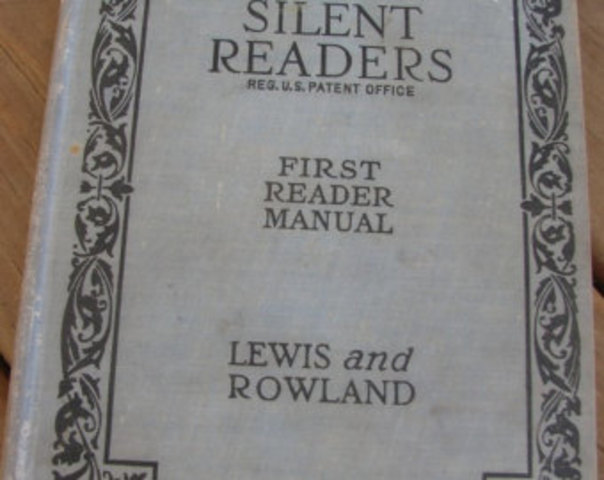 SILENT
READERS
REG. U.S. PATENT OFFICE
FIRST
READER
MANUAL
LEWIS and
ROWLAND